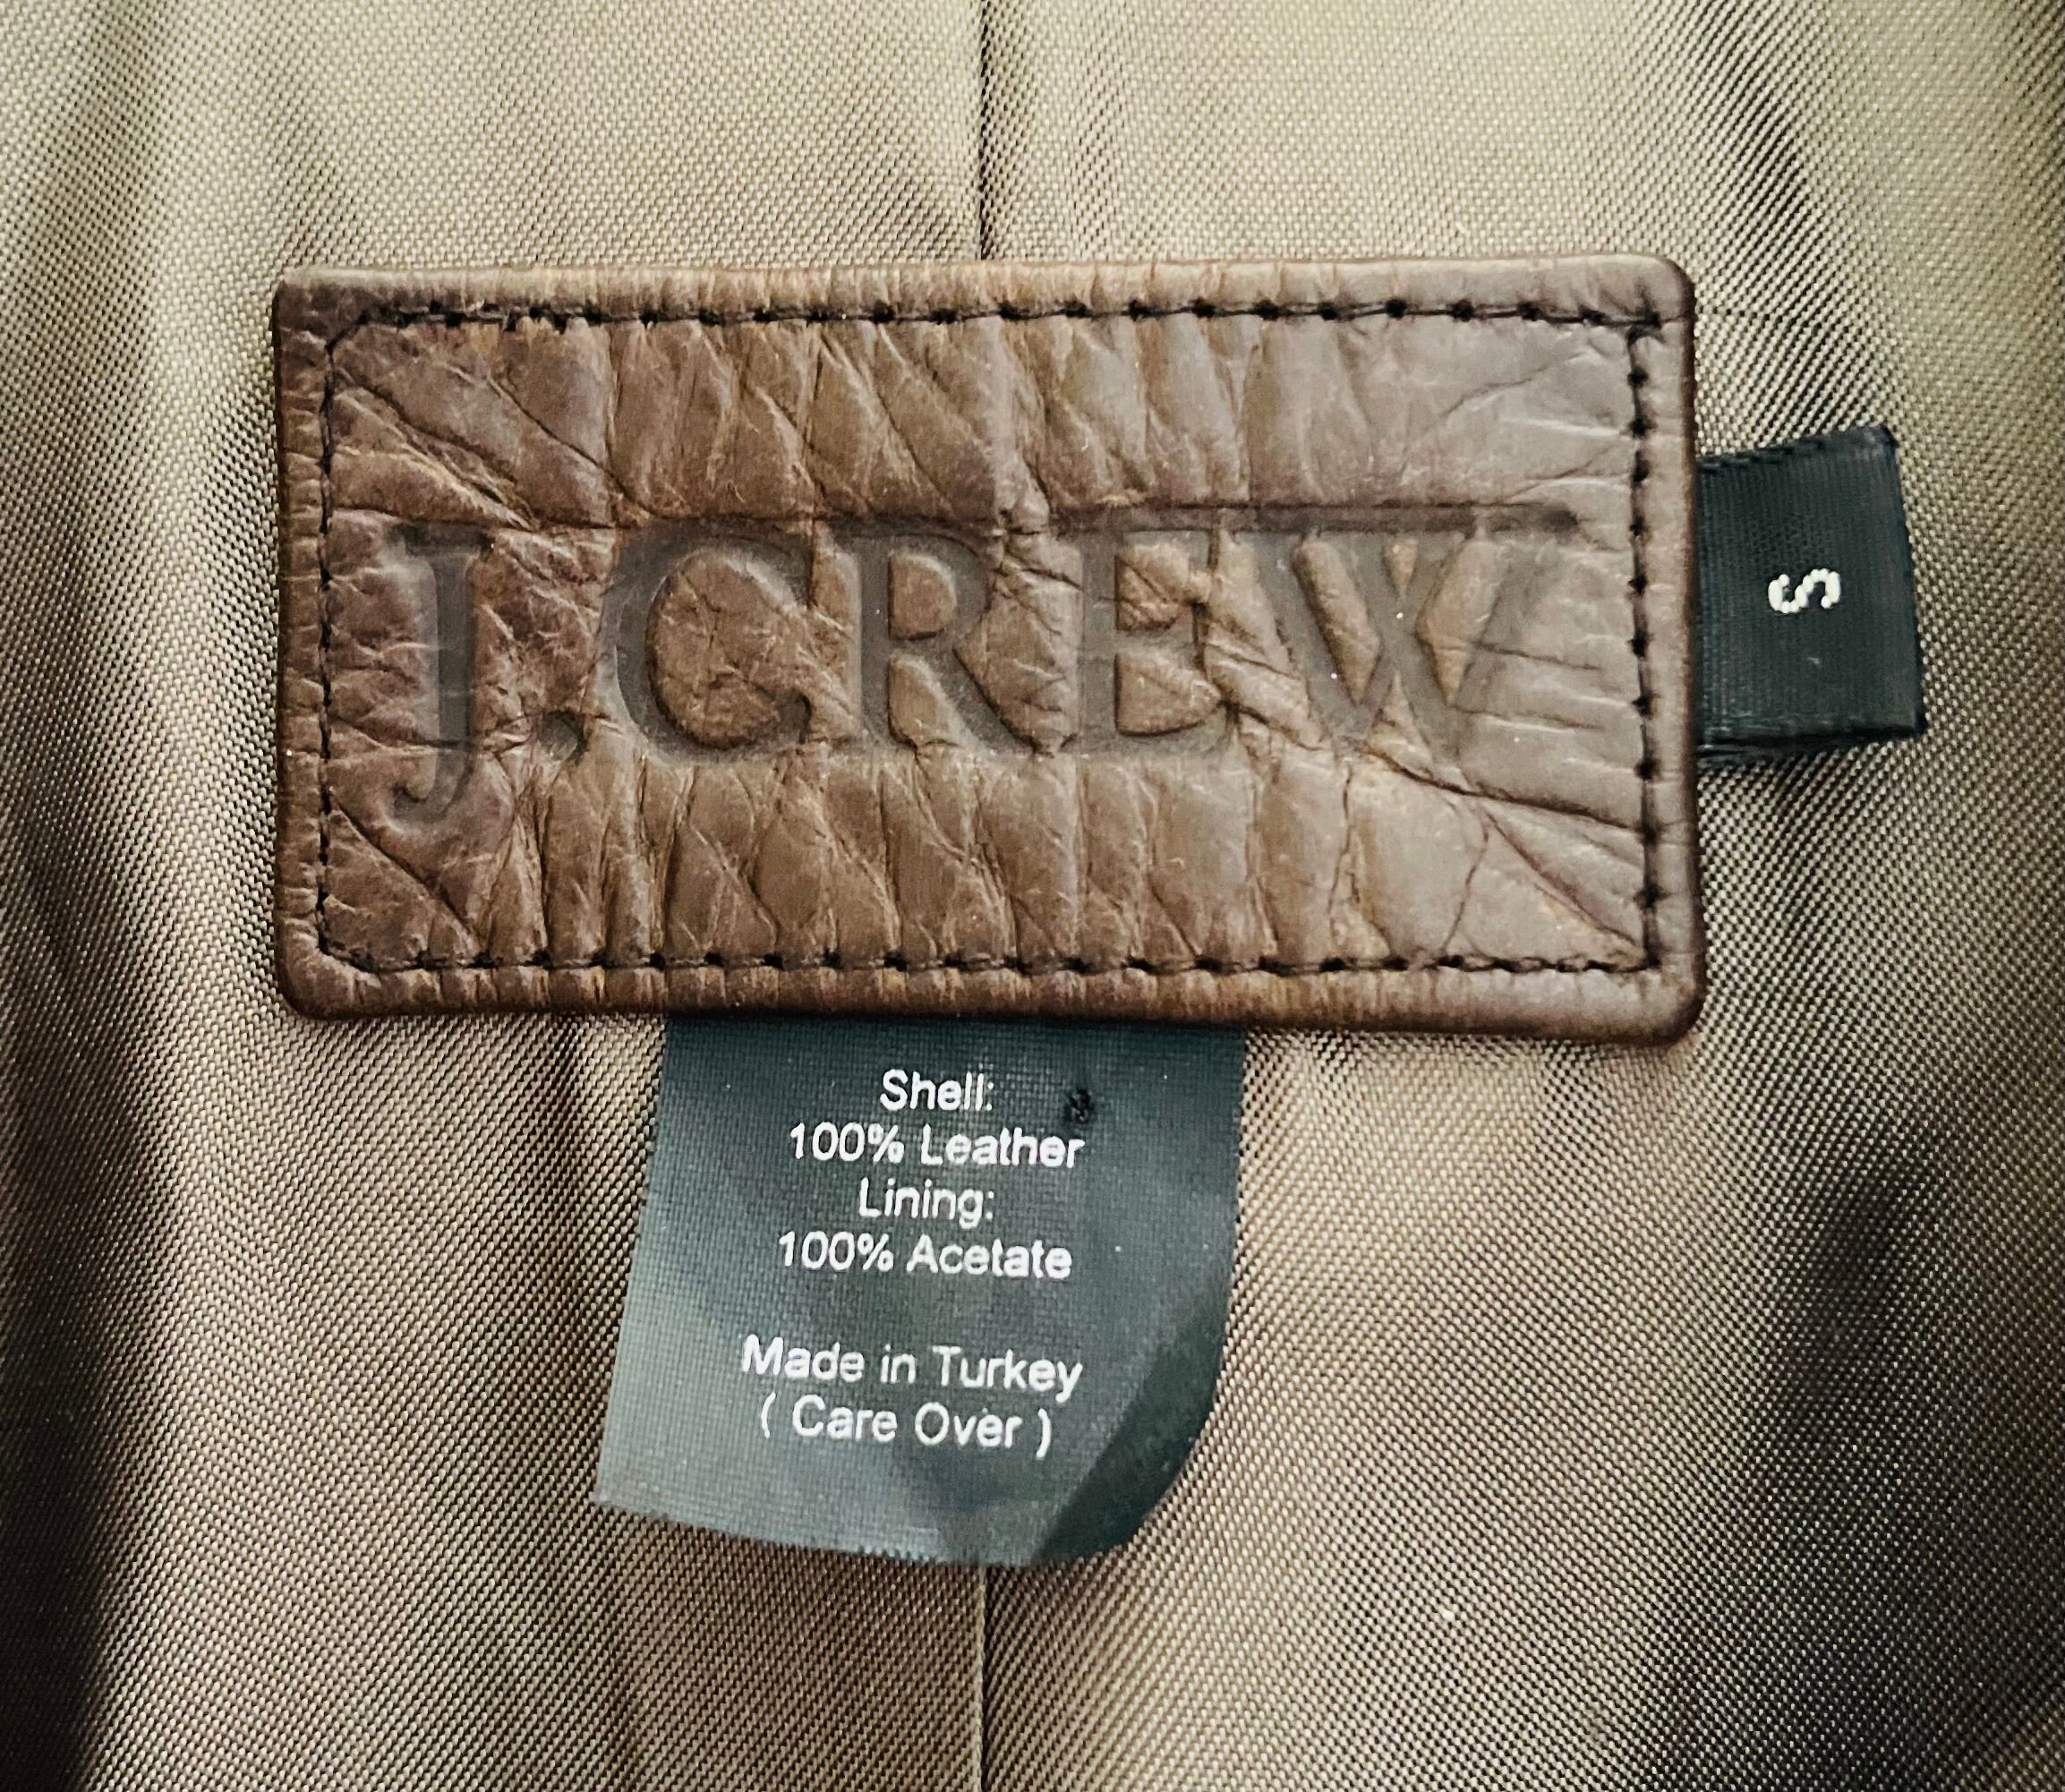 J.CREW
S
Shell:
100% Leather
Lining:
100% Acetate
Made in Turkey
( Care Over )